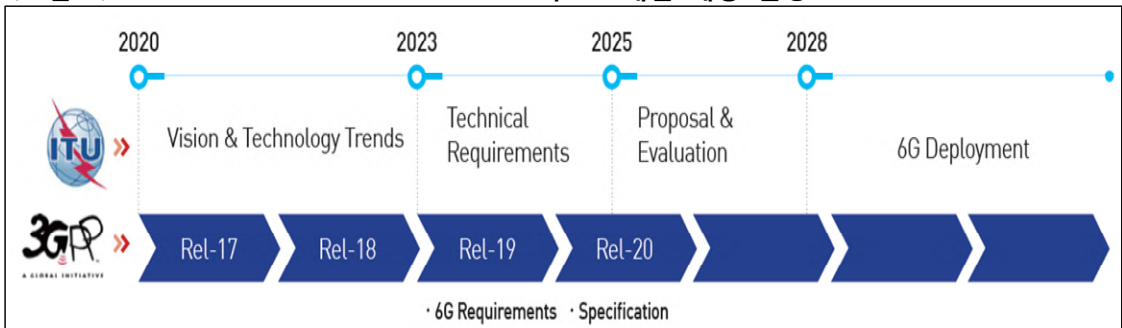 2020 2023 2025 2028
ITU
Vision & Technology Trends
Technical
Requirements
Proposal &
Evaluation
6G Deployment
3GPP
A GLOBAL INITIATIVE
Rel-17 Rel-18 Rel-19 Rel-20
· 6G Requirements · Specification